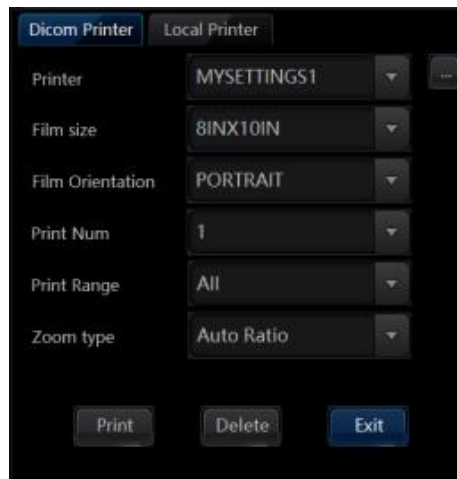 Dicom Printer Local Printer
Printer MYSETTINGS1 ...
Film size 8INX10IN
Film Orientation PORTRAIT
Print Num 1
Print Range All
Zoom type Auto Ratio
Print Delete Exit